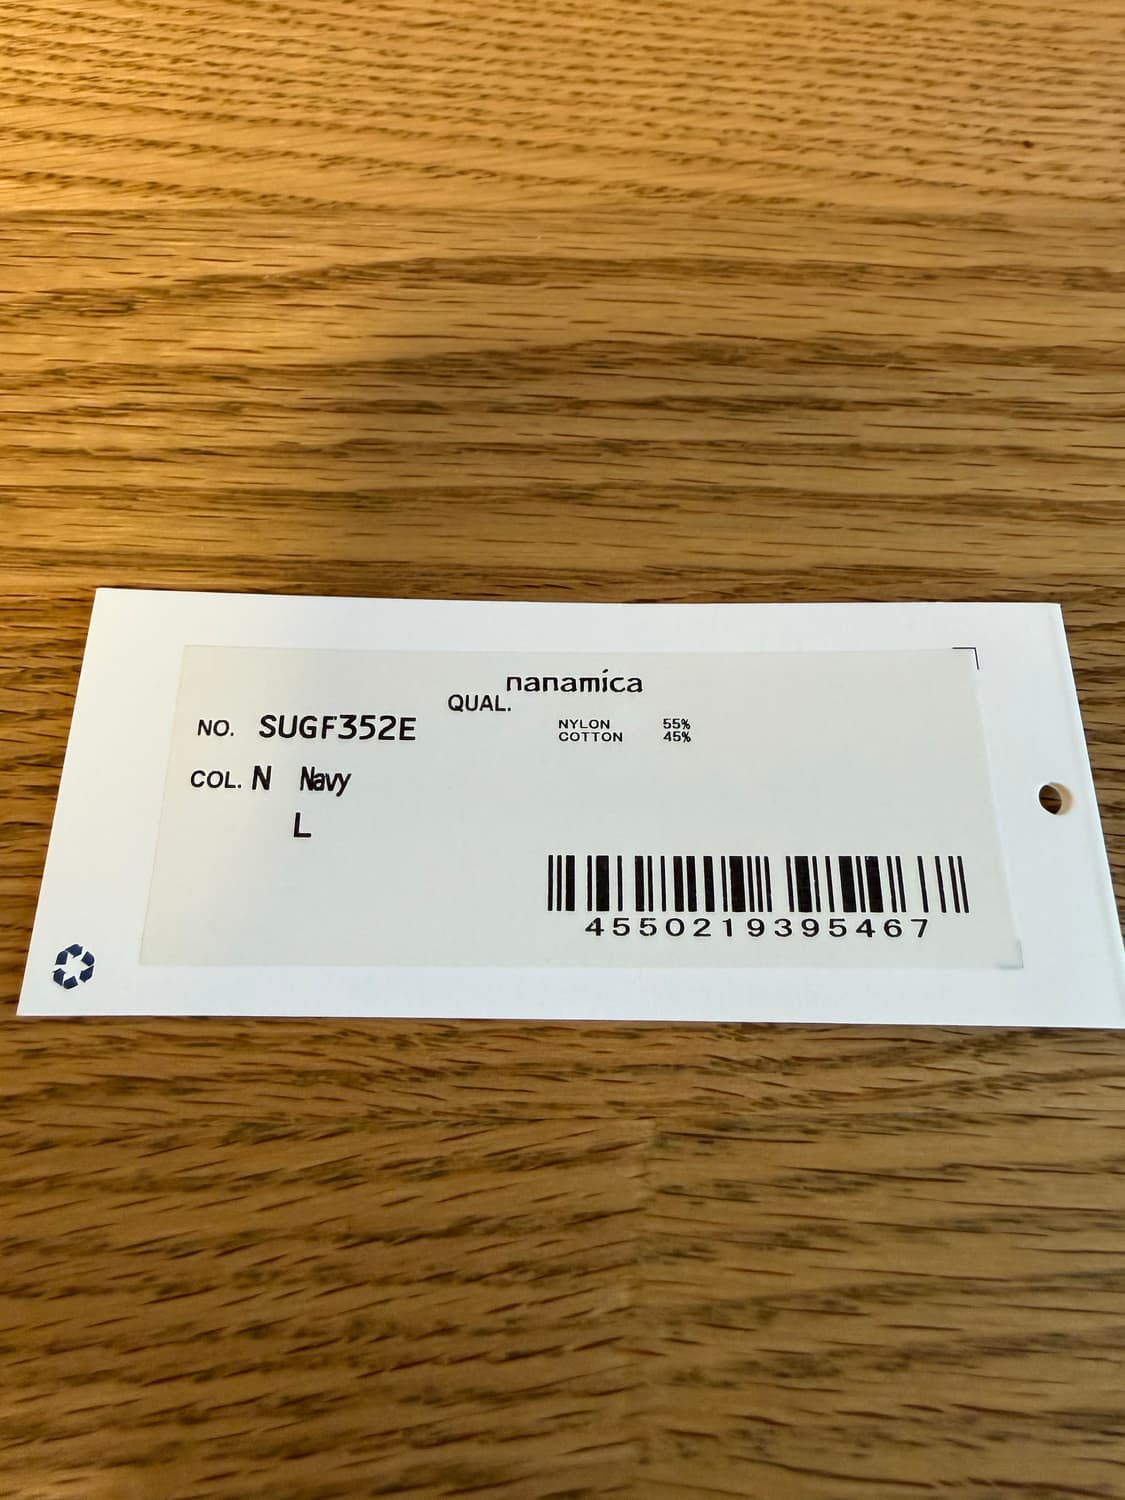 nanamica
QUAL.
NO. SUGF352E
NYLON 55%
COTTON 45%
COL. N Navy
L
4550219395467